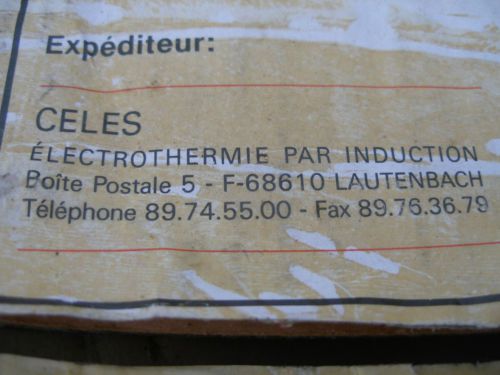 Expéditeur:
CELES
ÉLECTROTHERMIE PAR INDUCTION
Boîte Postale 5 - F-68610 LAUTENBACH
Téléphone 89.74.55.00 - Fax 89.76.36.79